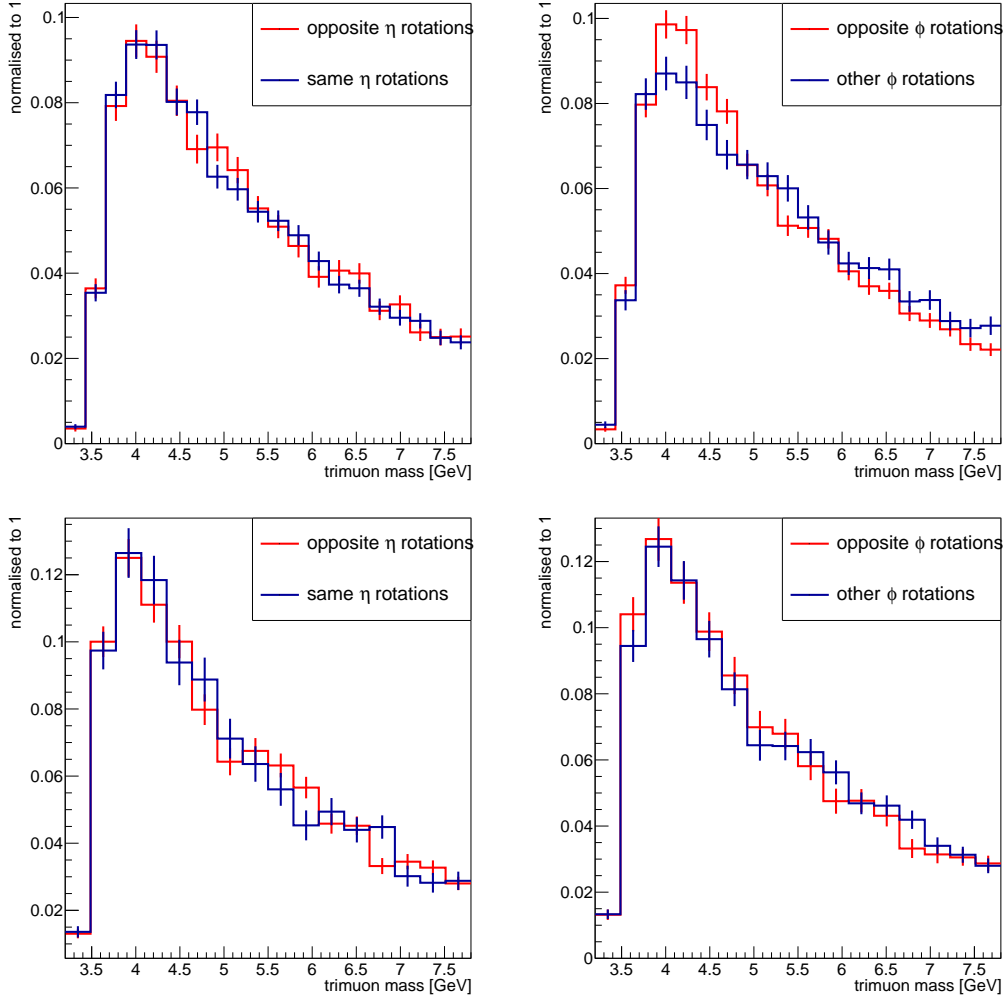 normalised to 1
0.1
0.08
0.06
0.04
0.02
0
opposite η rotations
same η rotations
3.5 4 4.5 5 5.5 6 6.5 7 7.5
trimuon mass [GeV]
normalised to 1
0.1
0.08
0.06
0.04
0.02
0
opposite ϕ rotations
other ϕ rotations
3.5 4 4.5 5 5.5 6 6.5 7 7.5
trimuon mass [GeV]
normalised to 1
0.12
0.1
0.08
0.06
0.04
0.02
opposite η rotations
same η rotations
3.5 4 4.5 5 5.5 6 6.5 7 7.5
trimuon mass [GeV]
normalised to 1
0.12
0.1
0.08
0.06
0.04
0.02
0
opposite ϕ rotations
other ϕ rotations
3.5 4 4.5 5 5.5 6 6.5 7 7.5
trimuon mass [GeV]